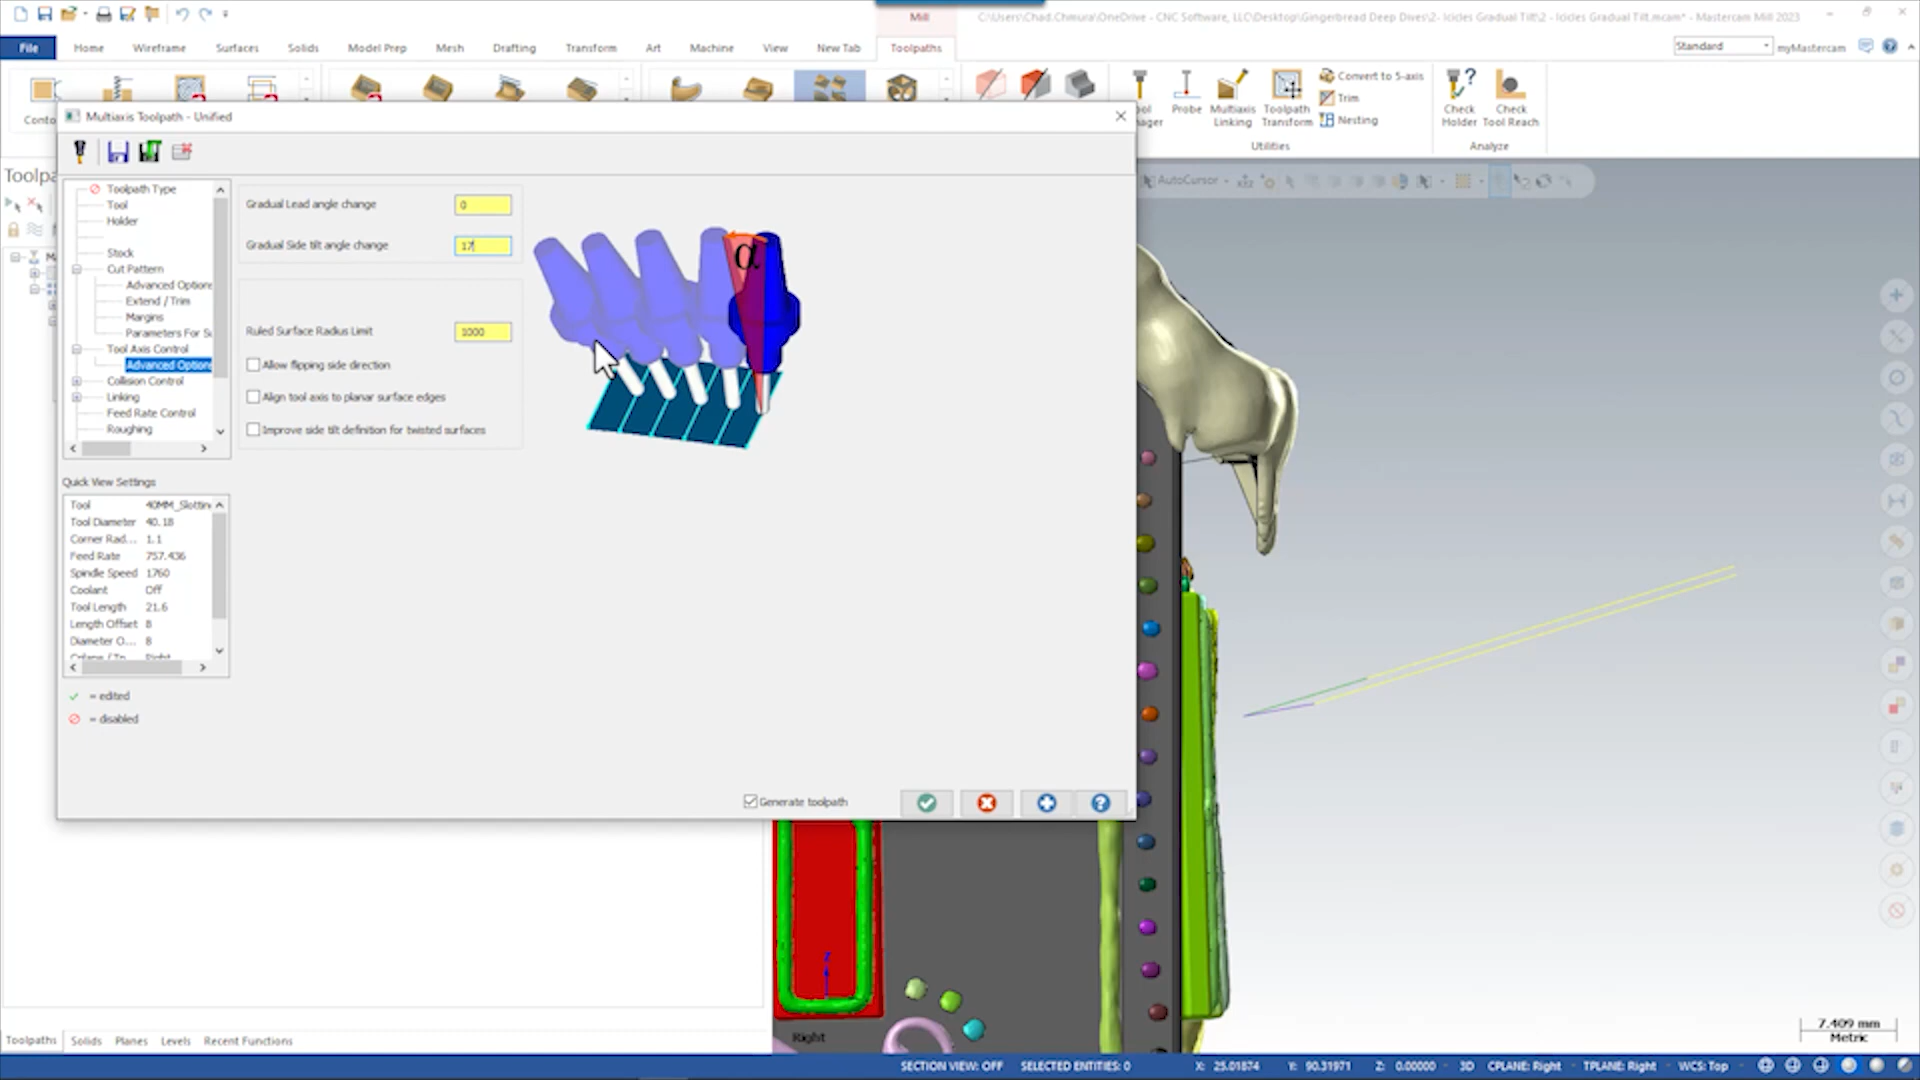 Mill
C:\Users\Chad.Chmura\OneDrive - CNC Software, LLC\Desktop\Gingerbread Deep Dives\2- Icicles Gradual Tilt\2 - Icicles Gradual Tilt.mcam* - Mastercam Mill 2023
File Home Wireframe Surfaces Solids Model Prep Mesh Drafting Transform Art Machine View New Tab Toolpaths
Standard myMastercam
Conto
Probe
Multiaxis Linking
Toolpath Transform
Convert to 5-axis
Trim
Nesting
Check Holder
Check Tool Reach
Utilities
Analyze
Multiaxis Toolpath - Unified
Toolpa
AutoCursor
Toolpath Type
Tool
Holder
Stock
Cut Pattern
Advanced Options
Extend / Trim
Margins
Parameters For Su
Tool Axis Control
Advanced Options
Collision Control
Linking
Feed Rate Control
Roughing
Gradual Lead angle change 0
Gradual Side tilt angle change 17
Ruled Surface Radius Limit 1000
Allow flipping side direction
Align tool axis to planar surface edges
Improve side tilt definition for twisted surfaces
α
Quick View Settings
Tool 40MM_Slotting
Tool Diameter 40.18
Corner Rad... 1.1
Feed Rate 757.436
Spindle Speed 1760
Coolant Off
Tool Length 21.6
Length Offset 8
Diameter O... 8
= edited
= disabled
Generate toolpath
Z
Right
7.409 mm
Metric
Toolpaths Solids Planes Levels Recent Functions
SECTION VIEW: OFF SELECTED ENTITIES: 0 X: 25.01874 Y: 90.31971 Z: 0.00000 3D CPLANE: Right TPLANE: Right WCS: Top